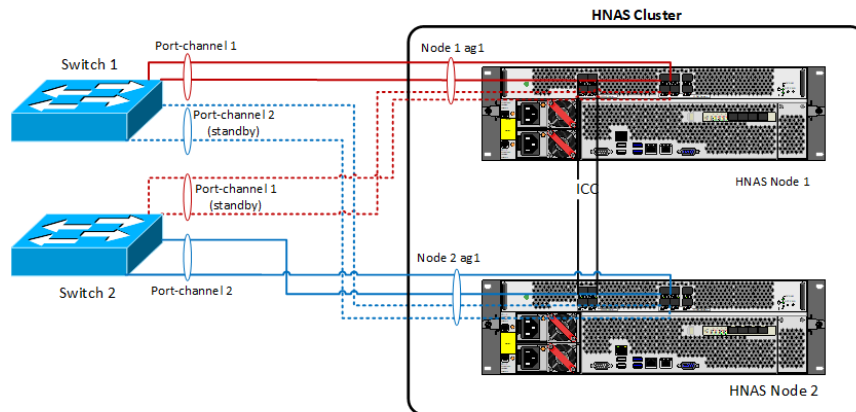 HNAS Cluster
Port-channel 1
Node 1 ag1
Switch 1
Port-channel 2
(standby)
Port-channel 1
(standby)
ICC
HNAS Node 1
Node 2 ag1
Switch 2
Port-channel 2
HNAS Node 2